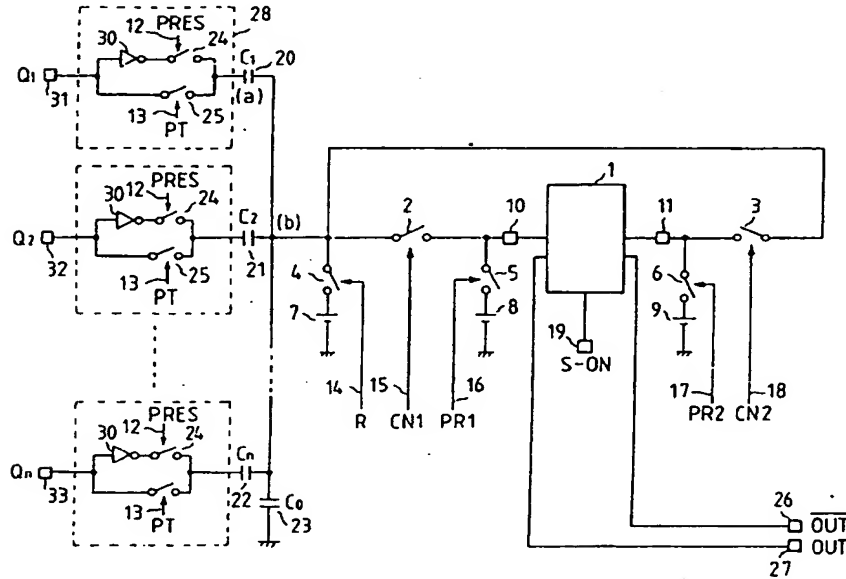 12 PRES 24 28
30
Q1 C1 20
31 (a)
13 25
PT
PRES
12 24 1
30
Q2 C2 (b) 2 10 11 3
32 21
13 25 4 5 6
PT
7 8 9
19
S-ON
14 15 16 17 18
R CN1 PR1 PR2 CN2
PRES
12 24
30
Qn Cn
33 22
13 C0
PT 23
26
OUT
27 OUT